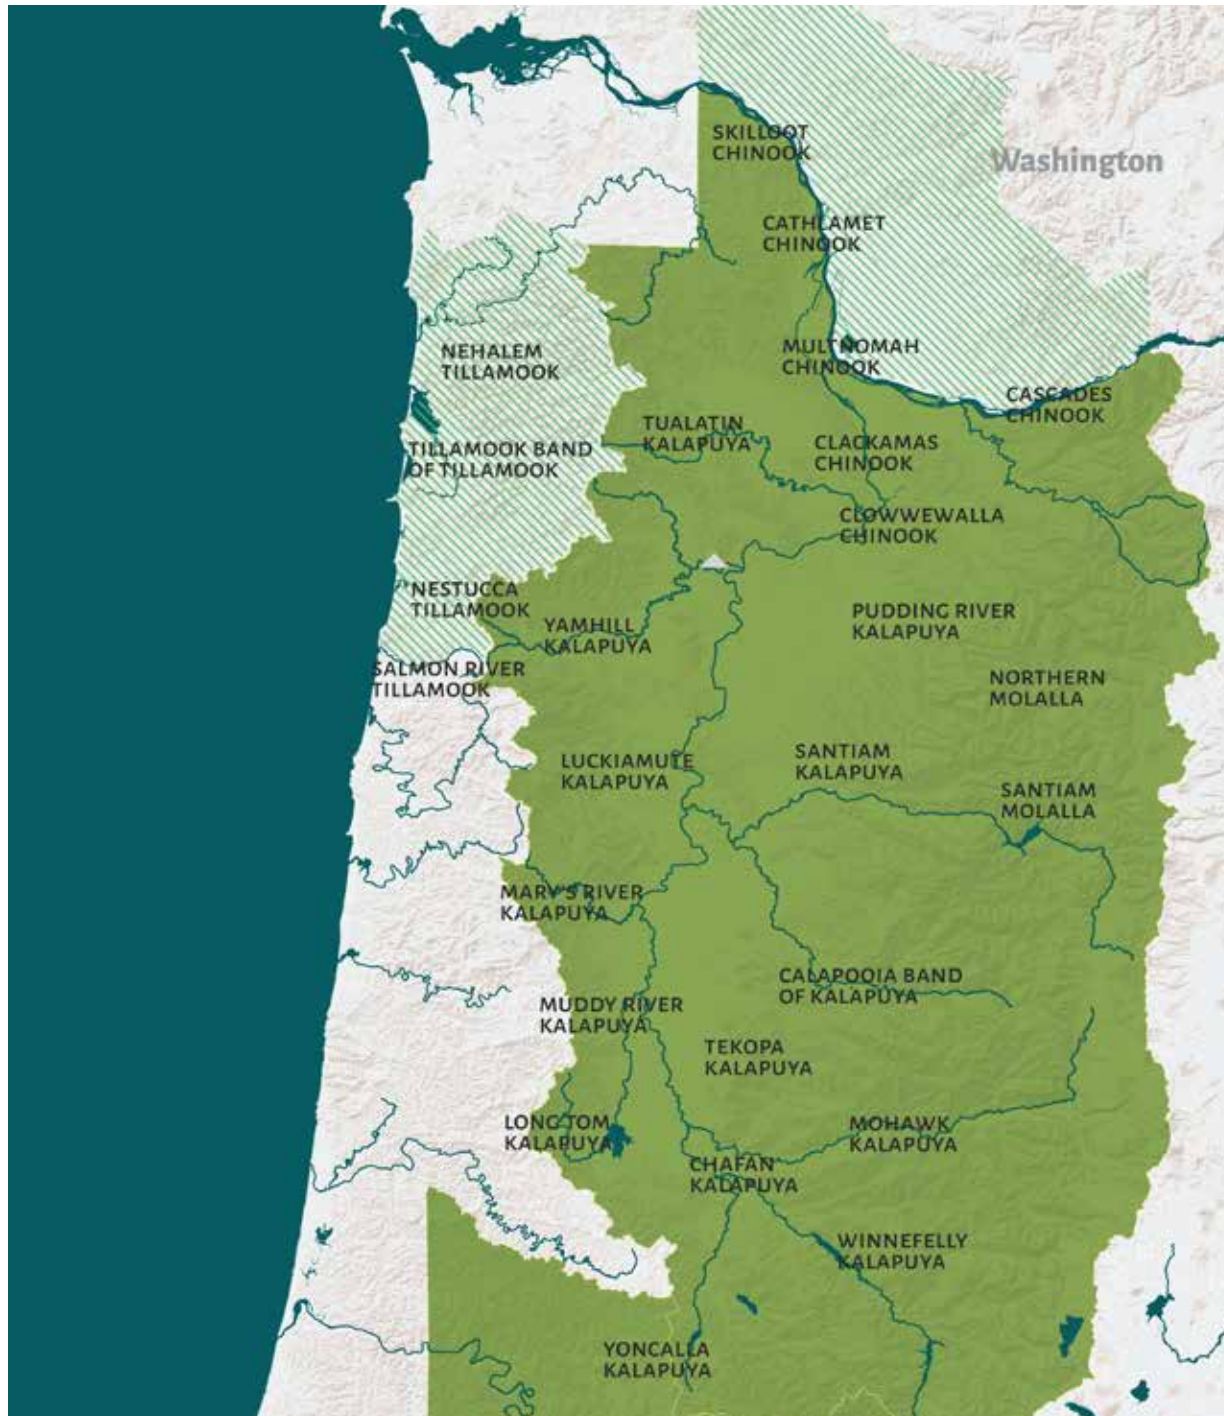 SKILLOOT
CHINOOK
Washington
CATHLAMET
CHINOOK
MULTNOMAH
CHINOOK
NEHALEM
TILLAMOOK
CASCADES
CHINOOK
TUALATIN
KALAPUYA
CLACKAMAS
CHINOOK
TILLAMOOK BAND
OF TILLAMOOK
CLOWWEWALLA
CHINOOK
NESTUCCA
TILLAMOOK
PUDDING RIVER
KALAPUYA
YAMHILL
KALAPUYA
SALMON RIVER
TILLAMOOK
NORTHERN
MOLALLA
LUCKIAMUTE
KALAPUYA
SANTIAM
KALAPUYA
SANTIAM
MOLALLA
MARY'S RIVER
KALAPUYA
CALAPOOIA BAND
OF KALAPUYA
MUDDY RIVER
KALAPUYA
TEKOPA
KALAPUYA
LONG TOM
KALAPUYA
MOHAWK
KALAPUYA
CHAFAN
KALAPUYA
WINNEFELLY
KALAPUYA
YONCALLA
KALAPUYA